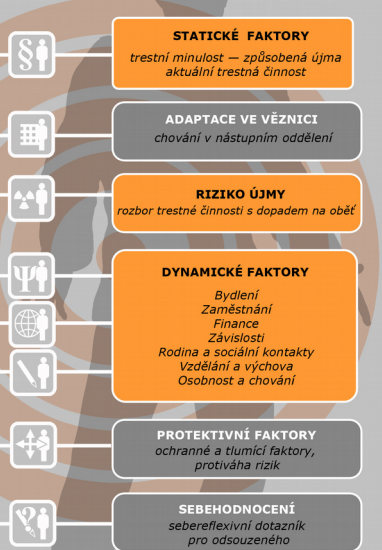 STATICKÉ FAKTORY
trestní minulost — způsobená újma
aktuální trestná činnost
ADAPTACE VE VĚZNICI
chování v nástupním oddělení
RIZIKO ÚJMY
rozbor trestné činnosti s dopadem na oběť
DYNAMICKÉ FAKTORY
Bydlení
Zaměstnání
Finance
Závislosti
Rodina a sociální kontakty
Vzdělání a výchova
Osobnost a chování
PROTEKTIVNÍ FAKTORY
ochranné a tlumící faktory,
protiváha rizik
SEBEHODNOCENÍ
sebereflexivní dotazník
pro odsouzeného